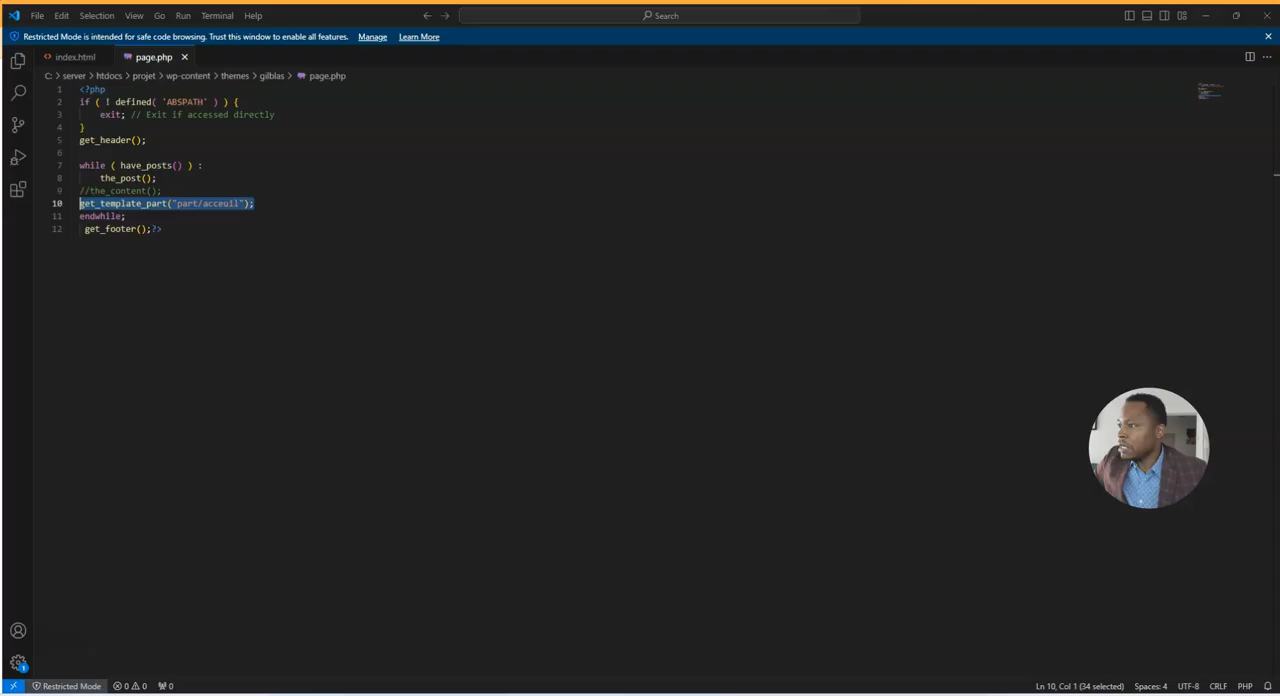 File Edit Selection View Go Run Terminal Help
Search
Restricted Mode is intended for safe code browsing. Trust this window to enable all features. Manage Learn More
index.html
page.php
C: > server > htdocs > projet > wp-content > themes > gilblas > page.php
1 <?php
2 if ( ! defined( 'ABSPATH' ) ) {
3 exit; // Exit if accessed directly
4 }
5 get_header();
6
7 while ( have_posts() ) :
8 the_post();
9 //the_content();
10 get_template_part("part/acceuil");
11 endwhile;
12 get_footer();?>
1
Restricted Mode
0 0
0
Ln 10, Col 1 (34 selected) Spaces: 4 UTF-8 CRLF PHP